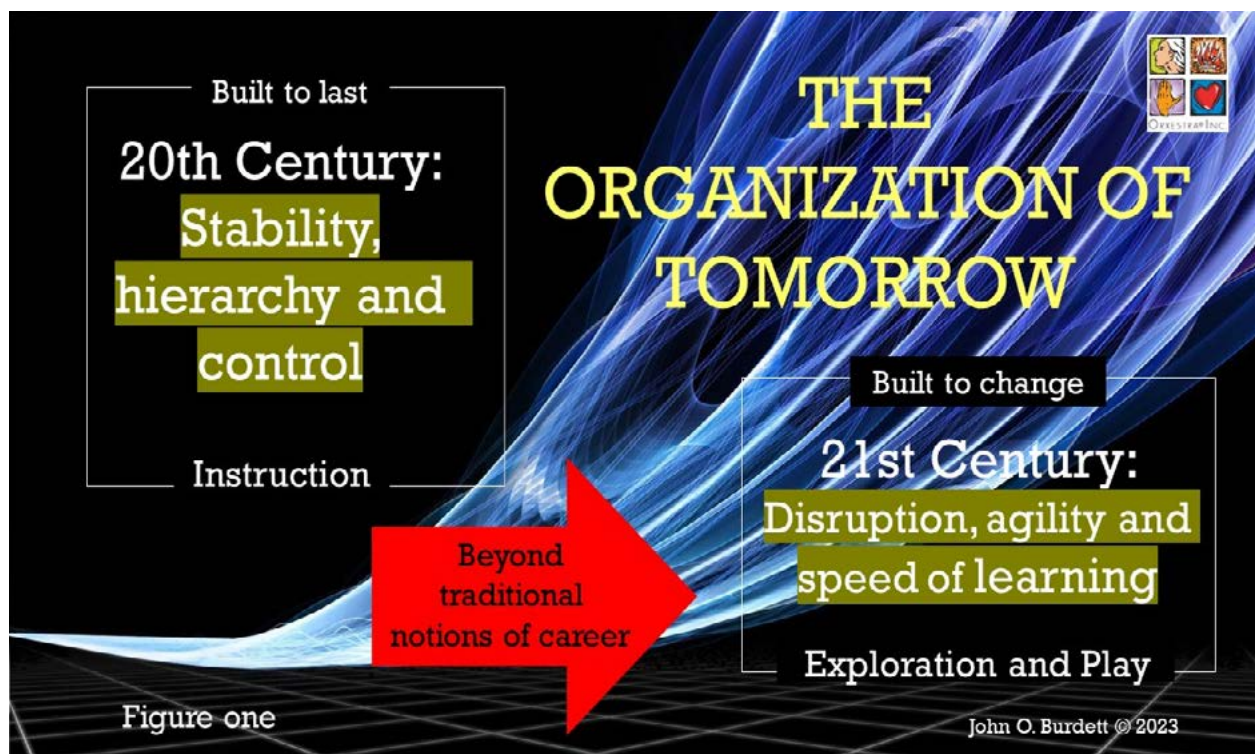 Built to last
20th Century:
Stability,
hierarchy and
control
Instruction
THE
ORGANIZATION OF
TOMORROW
ORKESTRA INC
Beyond
traditional
notions of career
Built to change
21st Century:
Disruption, agility and
speed of learning
Exploration and Play
Figure one
John O. Burdett © 2023